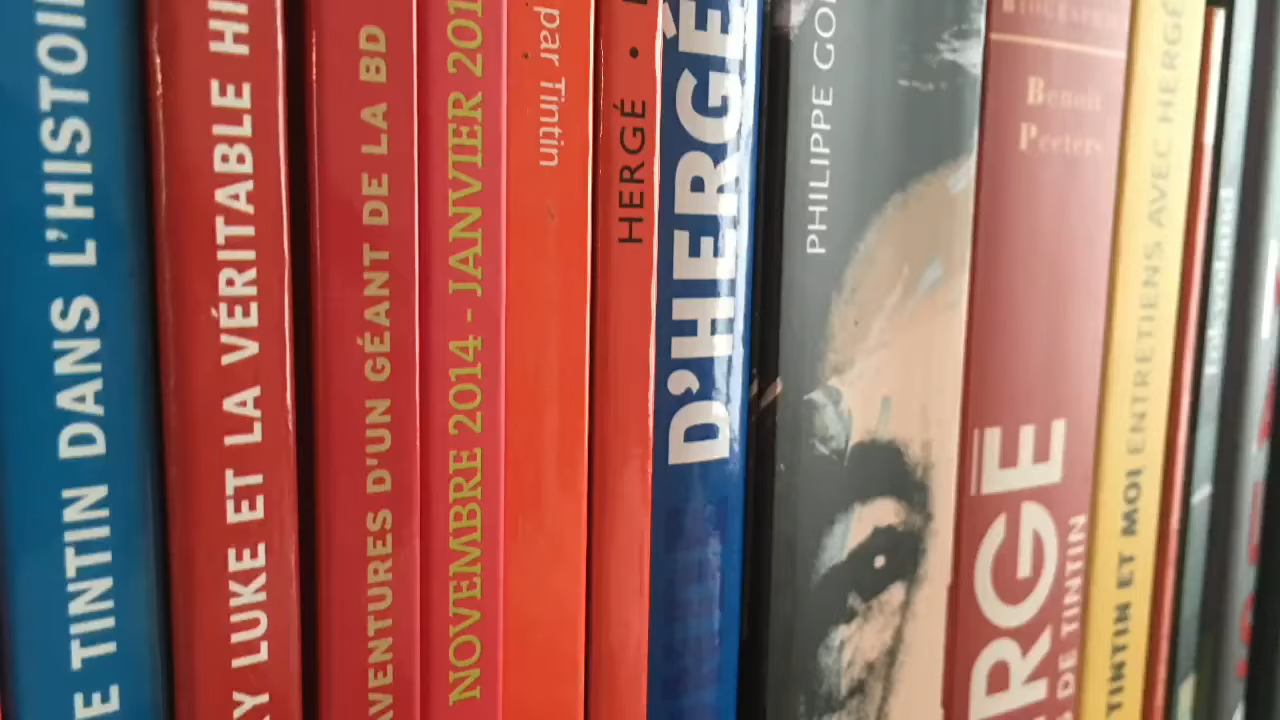 E TINTIN DANS L'HISTOI
Y LUKE ET LA VÉRITABLE HI
AVENTURES D'UN GÉANT DE LA BD
NOVEMBRE 2014 - JANVIER 201
par Tintin
HERGÉ •
D'HERGÉ
PHILIPPE GO
BIOGRAPHIE
Benoît
Peeters
RGÉ
DE TINTIN
TINTIN ET MOI ENTRETIENS AVEC HERGÉ